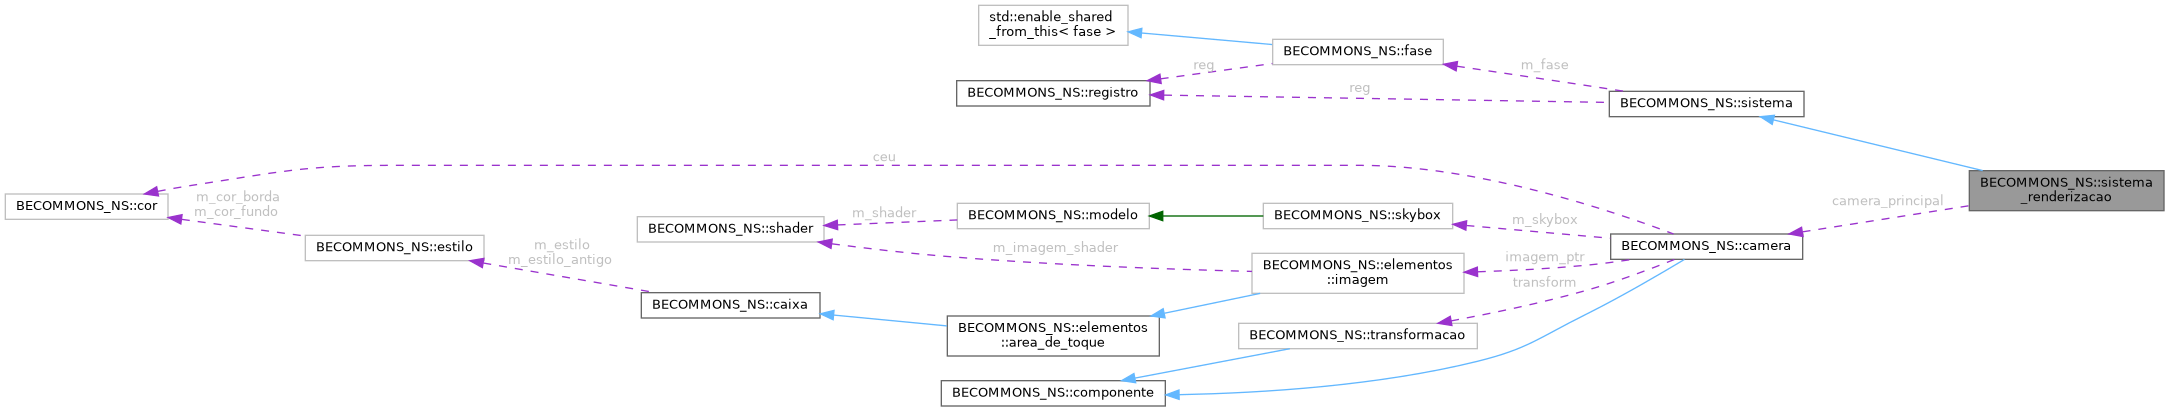 std::enable_shared
_from_this< fase >
BECOMMONS_NS::fase
reg
m_fase
BECOMMONS_NS::registro
reg
BECOMMONS_NS::sistema
ceu
BECOMMONS_NS::sistema
_renderizacao
camera_principal
BECOMMONS_NS::cor
m_cor_borda
m_cor_fundo
BECOMMONS_NS::estilo
m_estilo
m_estilo_antigo
BECOMMONS_NS::shader
m_shader
BECOMMONS_NS::modelo
BECOMMONS_NS::skybox
m_skybox
BECOMMONS_NS::camera
m_imagem_shader
BECOMMONS_NS::elementos
::imagem
imagem_ptr
transform
BECOMMONS_NS::caixa
BECOMMONS_NS::elementos
::area_de_toque
BECOMMONS_NS::transformacao
BECOMMONS_NS::componente